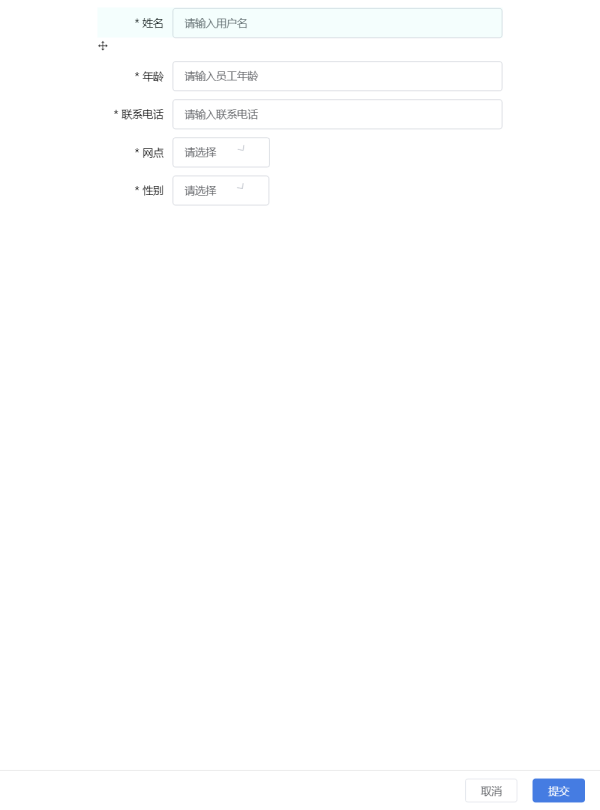 * 姓名 请输入用户名
* 年龄 请输入员工年龄
* 联系电话 请输入联系电话
* 网点 请选择
* 性别 请选择
取消 提交